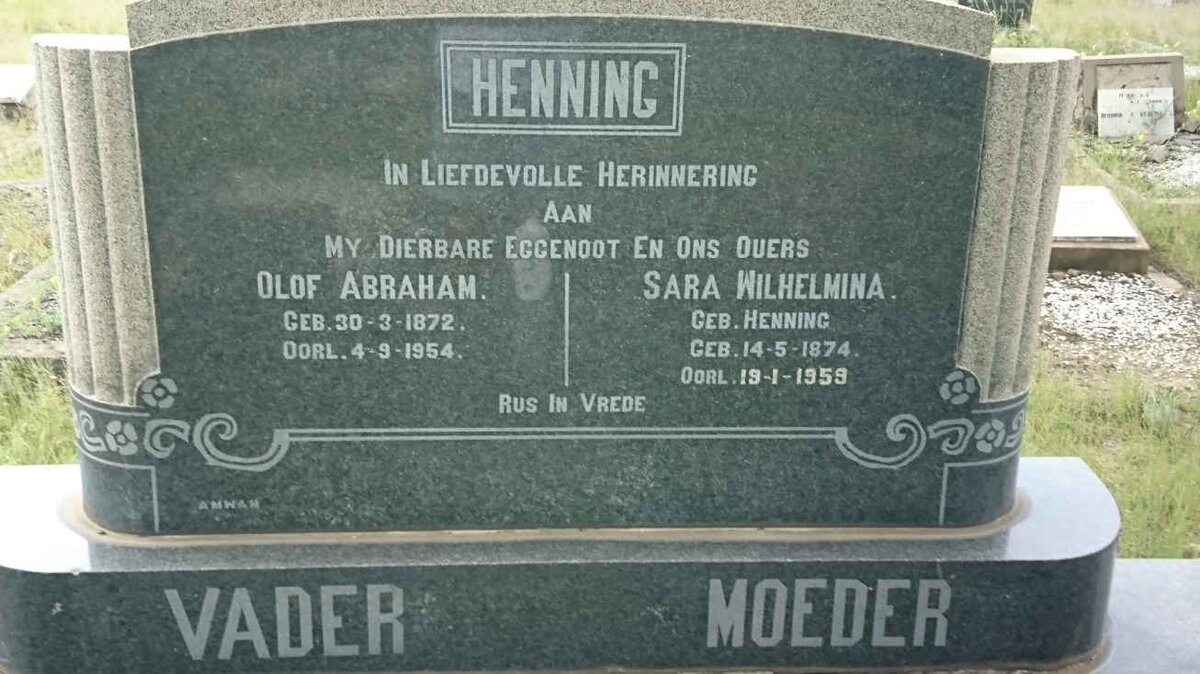 HENNING
IN LIEFDEVOLLE HERINNERING
AAN
MY DIERBARE EGGENOOT EN ONS OUERS
OLOF ABRAHAM.
GEB. 30-3-1872.
OORL. 4-9-1954.
SARA WILHELMINA.
GEB. HENNING
GEB. 14-5-1874.
OORL. 19-1-1959
RUS IN VREDE
AMWAH
VADER MOEDER